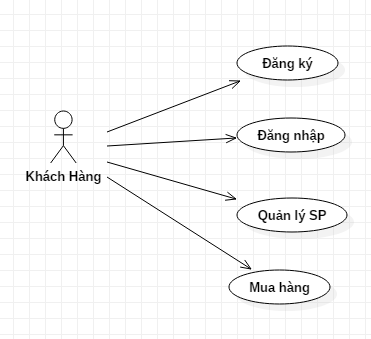 Đăng ký
Đăng nhập
Khách Hàng
Quản lý SP
Mua hàng